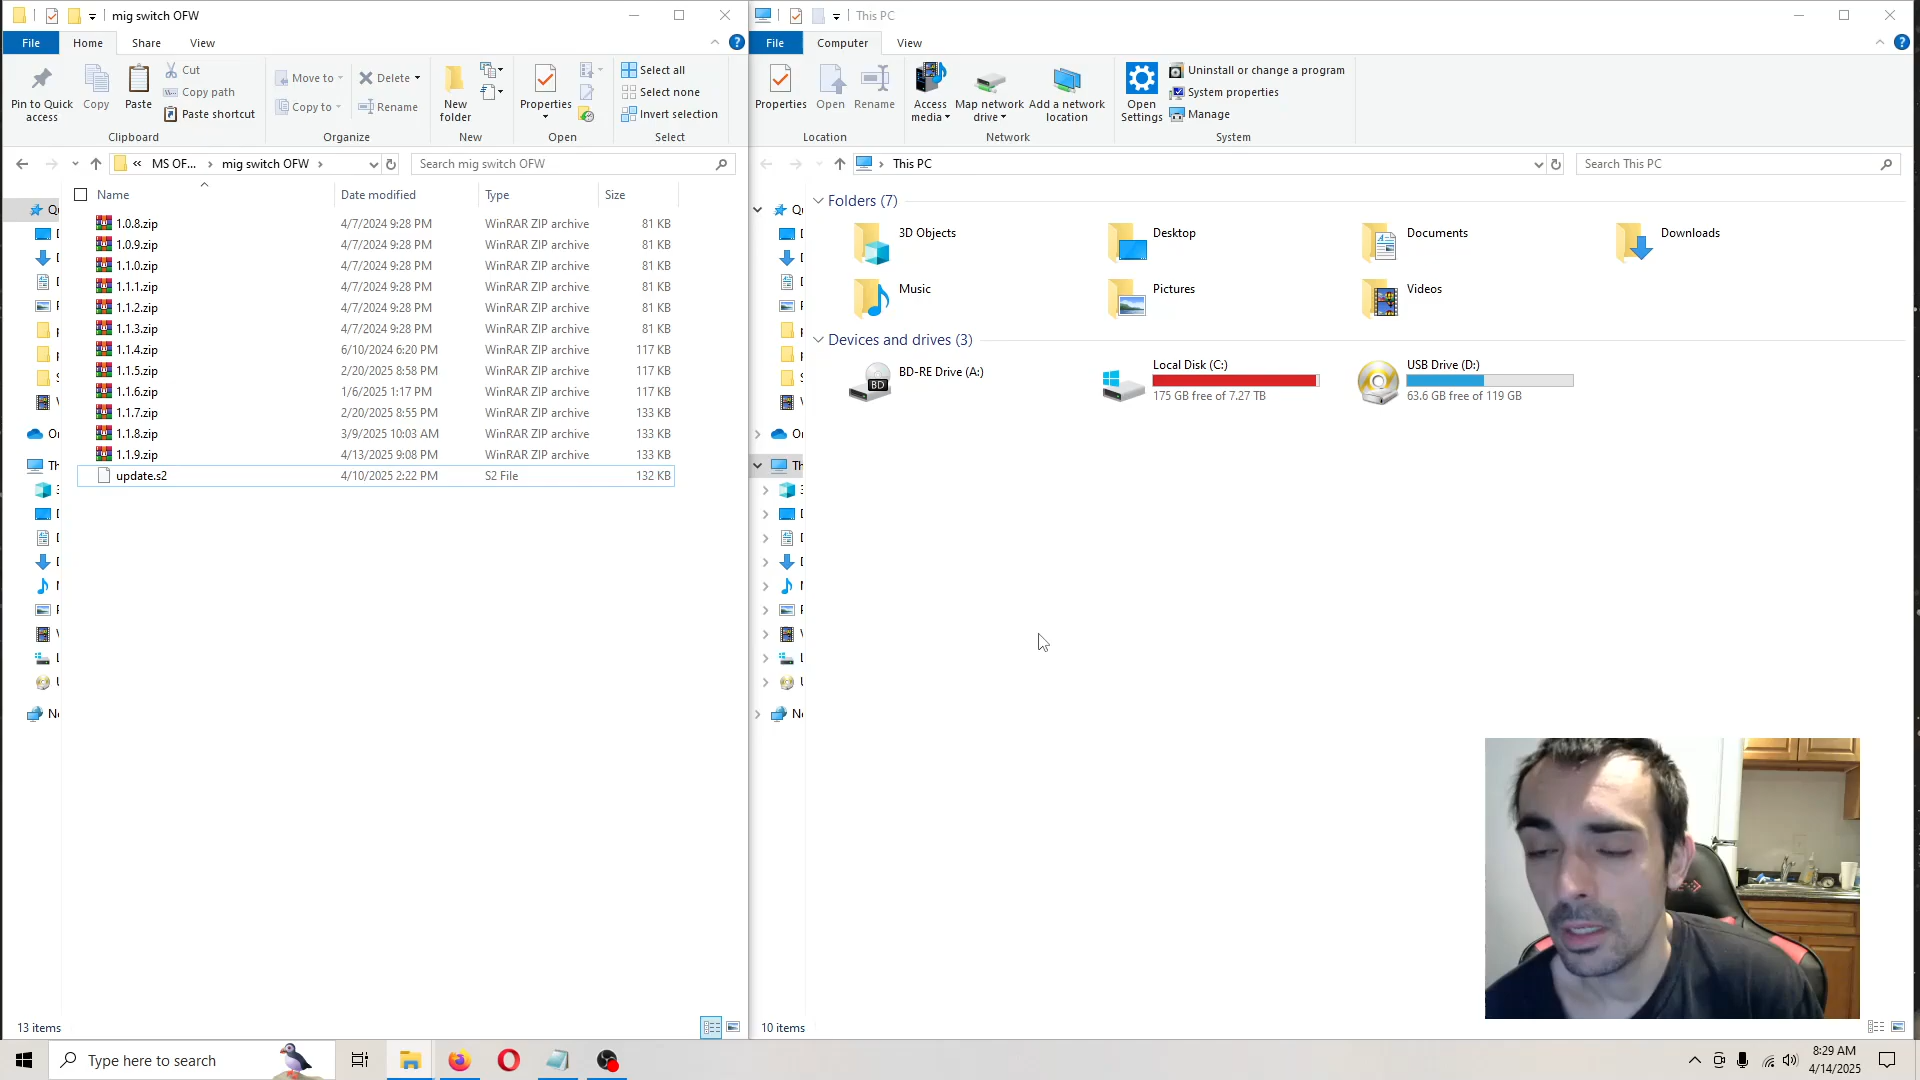 mig switch OFW
File
Home
Share
View
Pin to Quick access
Copy
Paste
Cut
Copy path
Paste shortcut
Clipboard
Move to
Copy to
Delete
Rename
Organize
New folder
New
Properties
Open
Select all
Select none
Invert selection
Select
« MS OF... › mig switch OFW ›
Search mig switch OFW
Name Date modified Type Size
1.0.8.zip 4/7/2024 9:28 PM WinRAR ZIP archive 81 KB
1.0.9.zip 4/7/2024 9:28 PM WinRAR ZIP archive 81 KB
1.1.0.zip 4/7/2024 9:28 PM WinRAR ZIP archive 81 KB
1.1.1.zip 4/7/2024 9:28 PM WinRAR ZIP archive 81 KB
1.1.2.zip 4/7/2024 9:28 PM WinRAR ZIP archive 81 KB
1.1.3.zip 4/7/2024 9:28 PM WinRAR ZIP archive 81 KB
1.1.4.zip 6/10/2024 6:20 PM WinRAR ZIP archive 117 KB
1.1.5.zip 2/20/2025 8:58 PM WinRAR ZIP archive 117 KB
1.1.6.zip 1/6/2025 1:17 PM WinRAR ZIP archive 117 KB
1.1.7.zip 2/20/2025 8:55 PM WinRAR ZIP archive 133 KB
1.1.8.zip 3/9/2025 10:03 AM WinRAR ZIP archive 133 KB
1.1.9.zip 4/13/2025 9:08 PM WinRAR ZIP archive 133 KB
update.s2 4/10/2025 2:22 PM S2 File 132 KB
13 items
This PC
File
Computer
View
Properties
Open
Rename
Location
Access media
Map network drive
Add a network location
Network
Open Settings
Uninstall or change a program
System properties
Manage
System
› This PC
Search This PC
Folders (7)
3D Objects
Desktop
Documents
Downloads
Music
Pictures
Videos
Devices and drives (3)
BD-RE Drive (A:)
BD
Local Disk (C:)
175 GB free of 7.27 TB
USB Drive (D:)
63.6 GB free of 119 GB
10 items
Type here to search
8:29 AM
4/14/2025